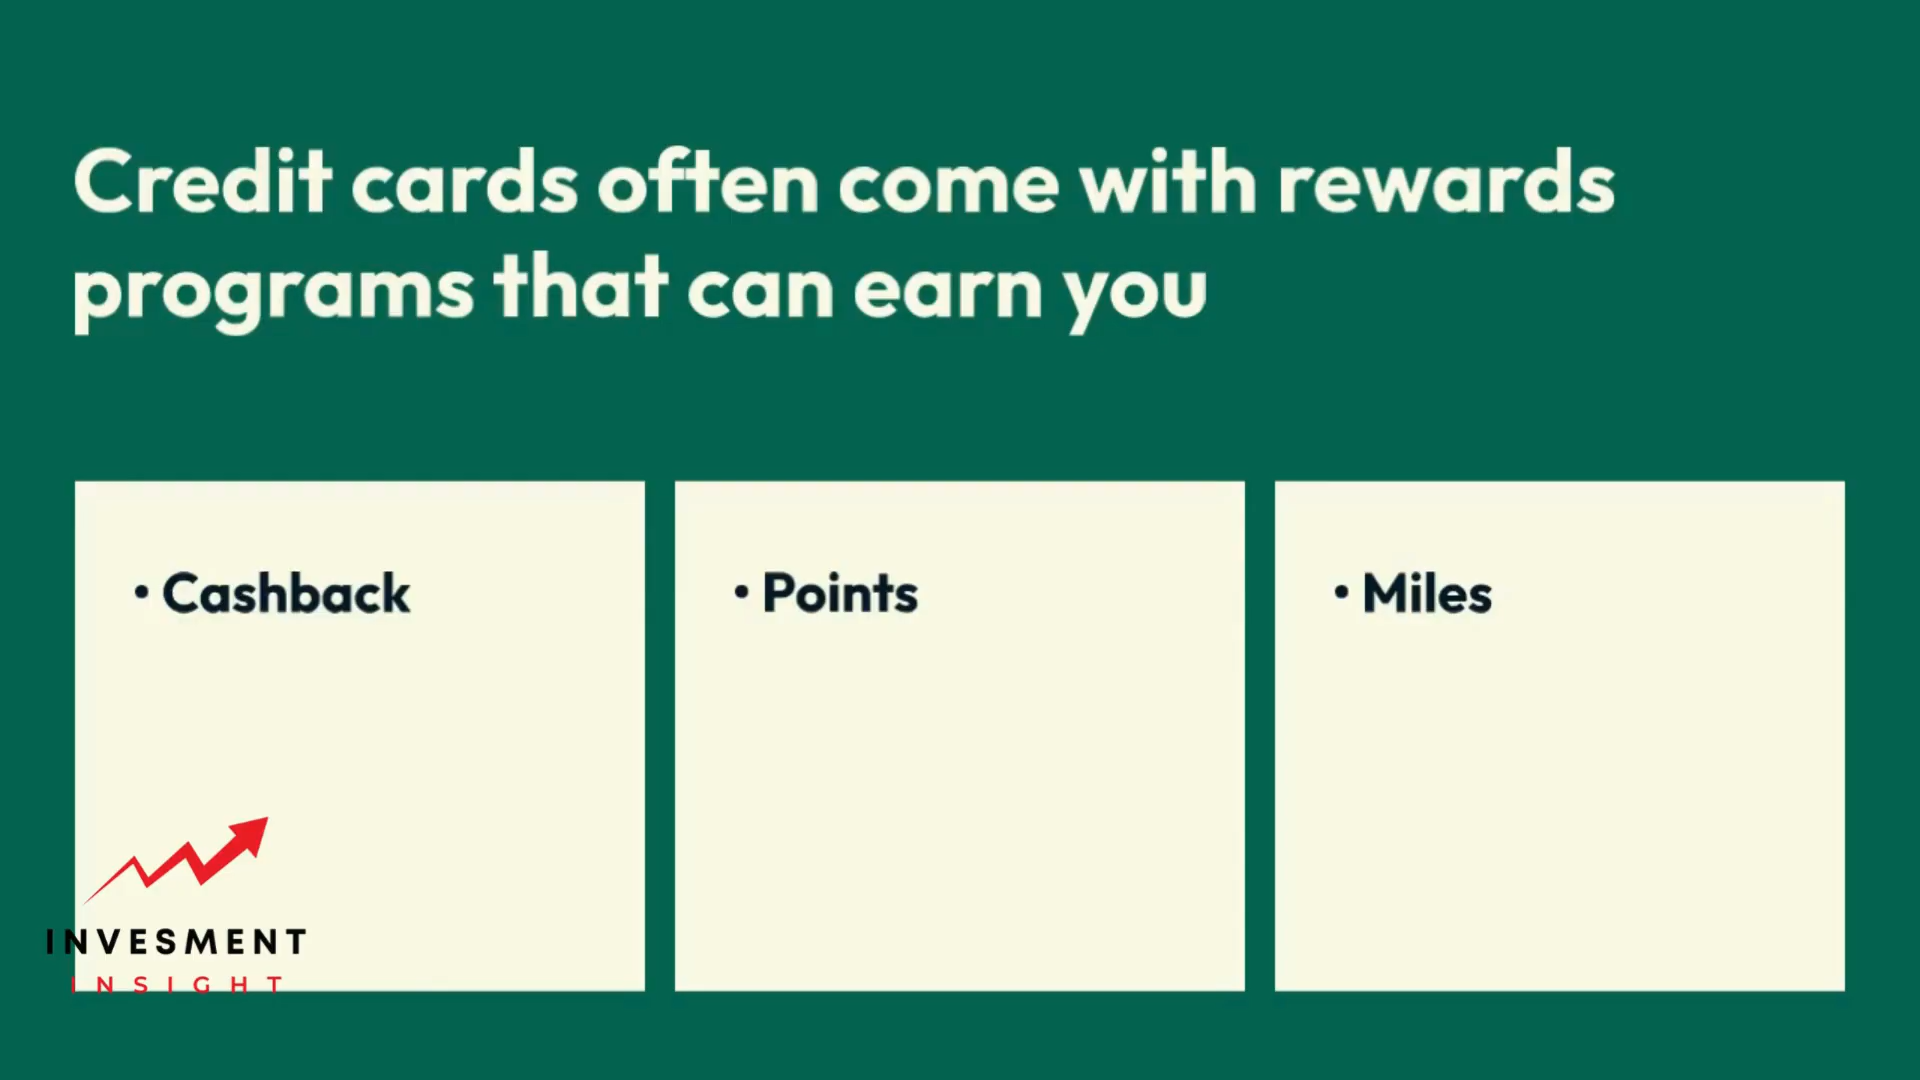 Credit cards often come with rewards
programs that can earn you
• Cashback
• Points
• Miles
INVESMENT
INSIGHT